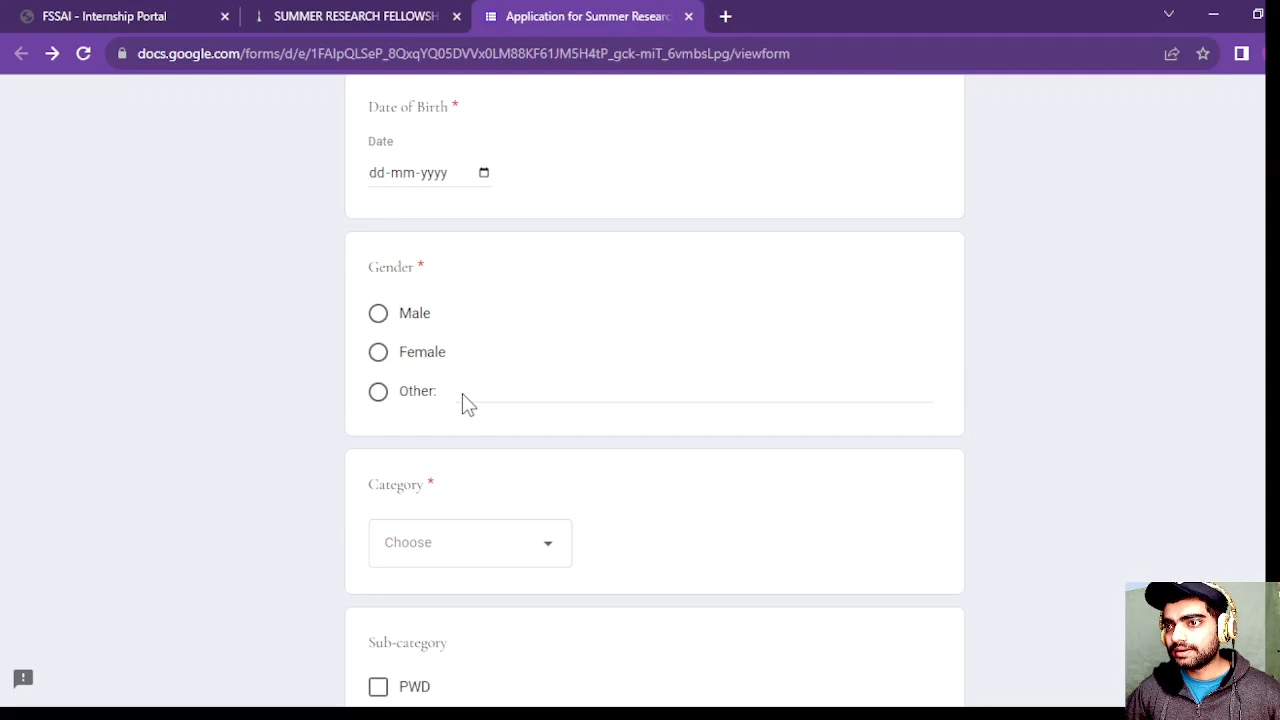 FSSAI - Internship Portal
SUMMER RESEARCH FELLOWSH
Application for Summer Researc
docs.google.com/forms/d/e/1FAIpQLSeP_8QxqYQ05DVVx0LM88KF61JM5H4tP_gck-miT_6vmbsLpg/viewform
Date of Birth *
Date
dd-mm-yyyy
Gender *
Male
Female
Other:
Category *
Choose
Sub-category
PWD